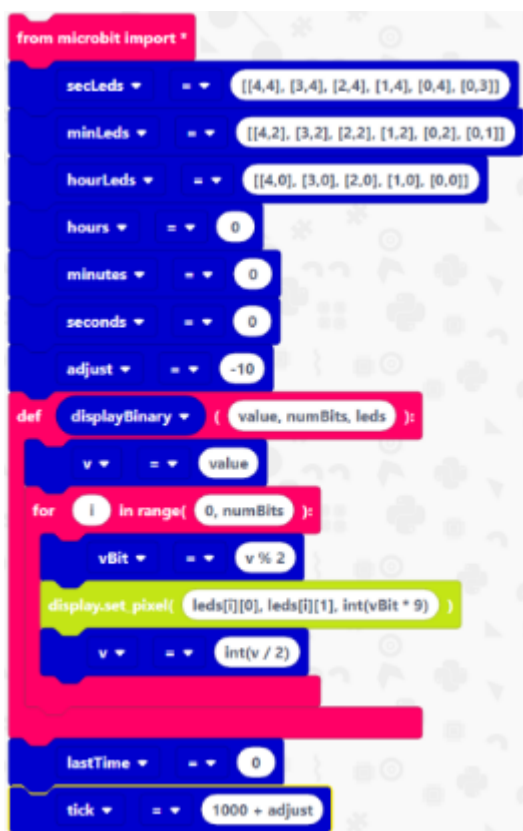 from microbit import *
secLeds = [[4,4], [3,4], [2,4], [1,4], [0,4], [0,3]]
minLeds = [[4,2], [3,2], [2,2], [1,2], [0,2], [0,1]]
hourLeds = [[4,0], [3,0], [2,0], [1,0], [0,0]]
hours = 0
minutes = 0
seconds = 0
adjust = -10
def displayBinary ( value, numBits, leds ):
v = value
for i in range( 0, numBits ):
vBit = v % 2
display.set_pixel( leds[i][0], leds[i][1], int(vBit * 9) )
v = int(v / 2)
lastTime = 0
tick = 1000 + adjust